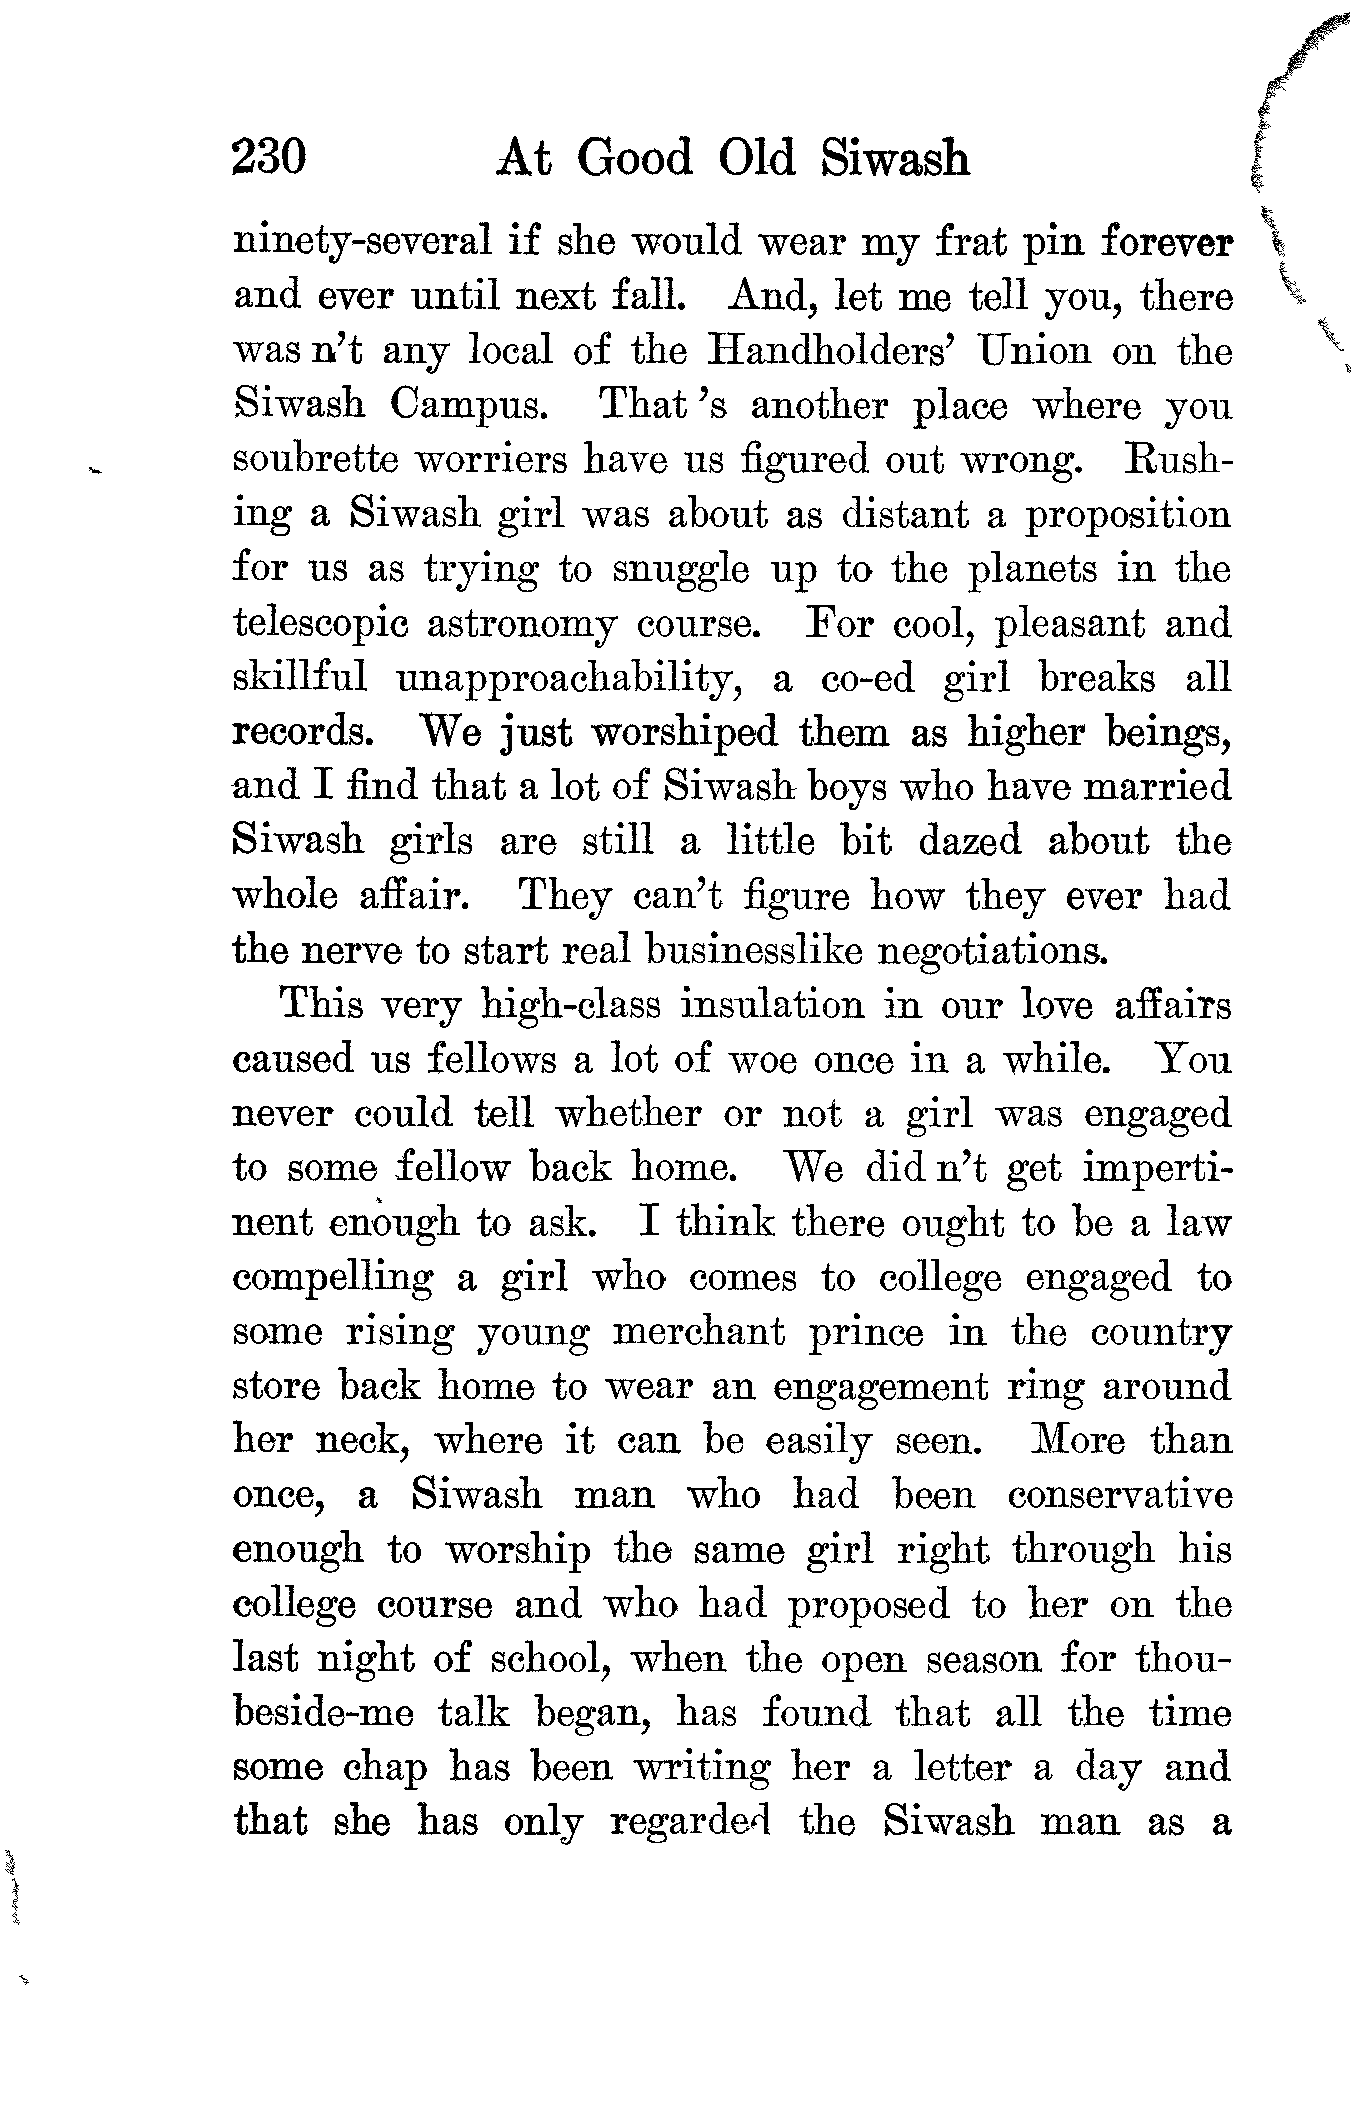 230 At Good Old Siwash
ninety-several if she would wear my frat pin forever
and ever until next fall. And, let me tell you, there
was n't any local of the Handholders' Union on the
Siwash Campus. That 's another place where you
soubrette worriers have us figured out wrong. Rush-
ing a Siwash girl was about as distant a proposition
for us as trying to snuggle up to the planets in the
telescopic astronomy course. For cool, pleasant and
skillful unapproachability, a co-ed girl breaks all
records. We just worshiped them as higher beings,
and I find that a lot of Siwash boys who have married
Siwash girls are still a little bit dazed about the
whole affair. They can't figure how they ever had
the nerve to start real businesslike negotiations.
This very high-class insulation in our love affairs
caused us fellows a lot of woe once in a while. You
never could tell whether or not a girl was engaged
to some fellow back home. We did n't get imperti-
nent enough to ask. I think there ought to be a law
compelling a girl who comes to college engaged to
some rising young merchant prince in the country
store back home to wear an engagement ring around
her neck, where it can be easily seen. More than
once, a Siwash man who had been conservative
enough to worship the same girl right through his
college course and who had proposed to her on the
last night of school, when the open season for thou-
beside-me talk began, has found that all the time
some chap has been writing her a letter a day and
that she has only regarded the Siwash man as a